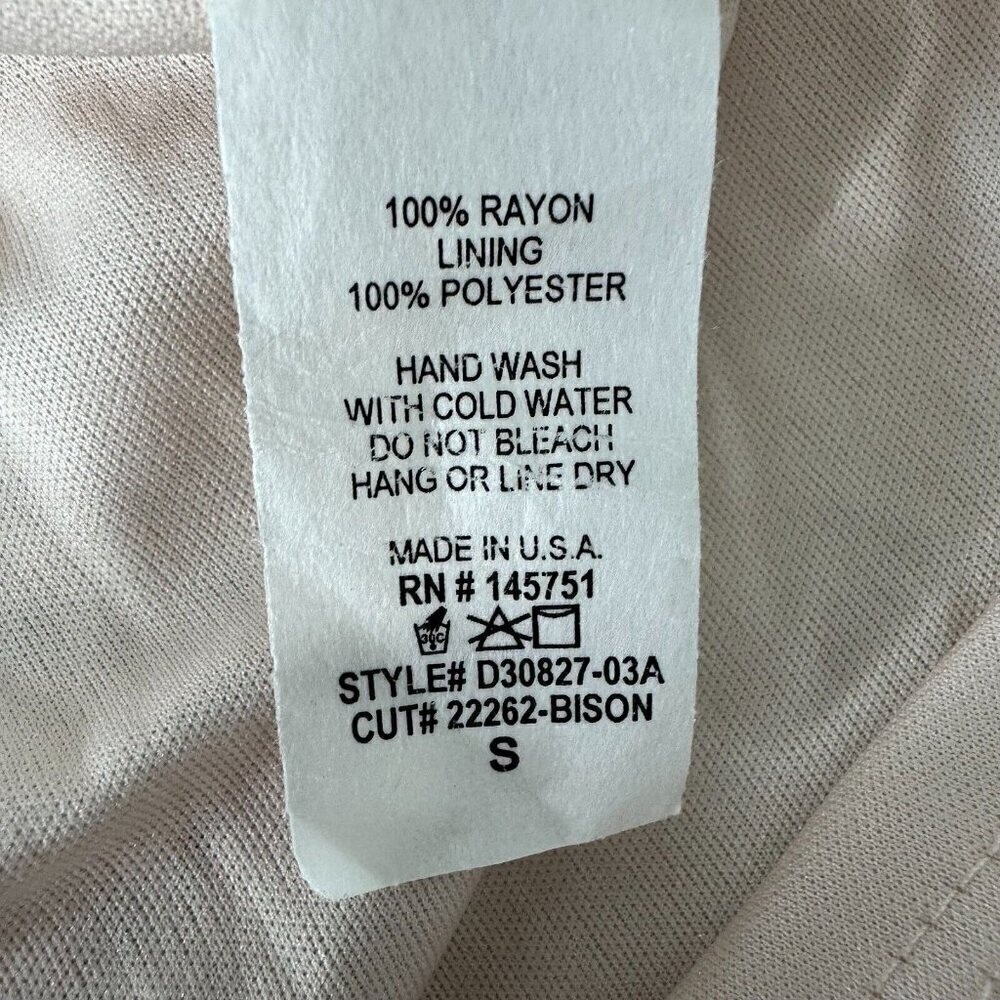 100% RAYON
LINING
100% POLYESTER
HAND WASH
WITH COLD WATER
DO NOT BLEACH
HANG OR LINE DRY
MADE IN U.S.A.
RN # 145751
30C
STYLE# D30827-03A
CUT# 22262-BISON
S